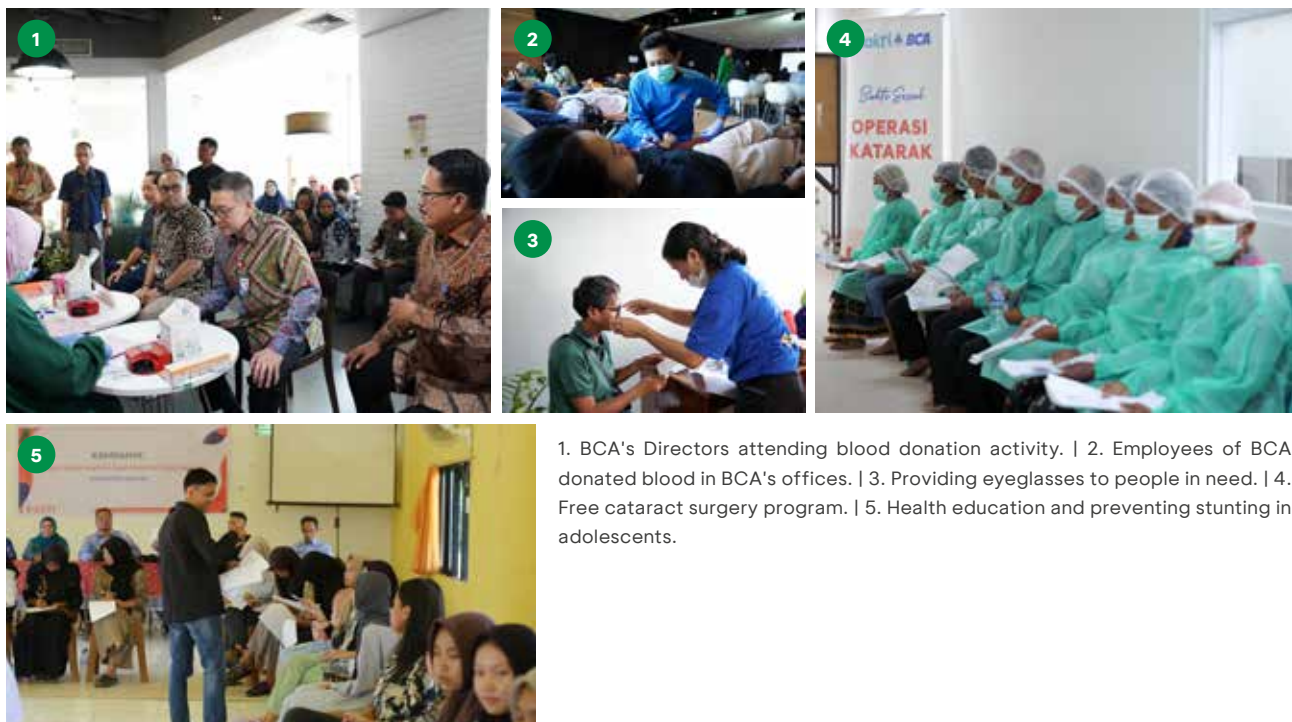 1
2
3
4
BCA
Bakti Sosial
OPERASI
KATARAK
5
1. BCA's Directors attending blood donation activity. | 2. Employees of BCA
donated blood in BCA's offices. | 3. Providing eyeglasses to people in need. | 4.
Free cataract surgery program. | 5. Health education and preventing stunting in
adolescents.